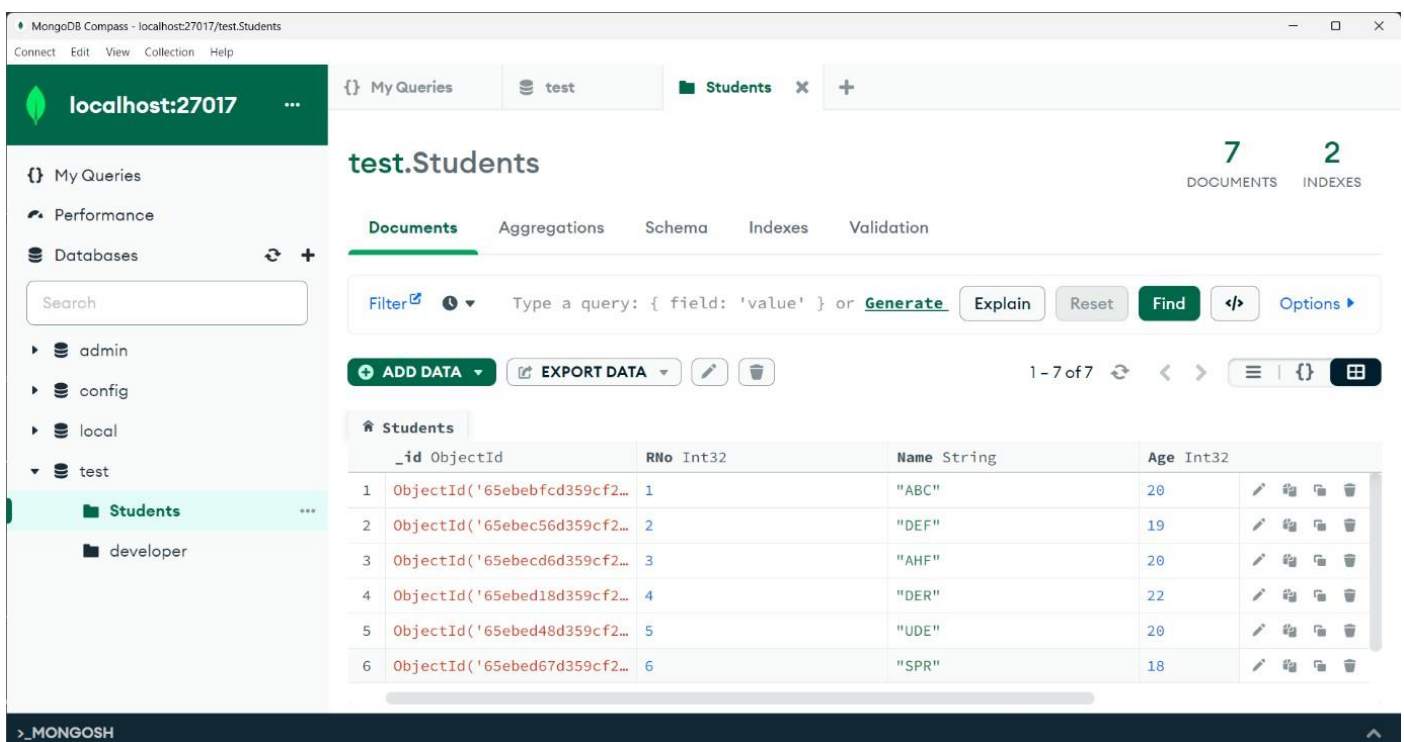 MongoDB Compass - localhost:27017/test.Students
Connect Edit View Collection Help
localhost:27017 ...
{} My Queries
Performance
Databases
Search
admin
config
local
test
Students ...
developer
{} My Queries test Students
test.Students
7 DOCUMENTS
2 INDEXES
Documents Aggregations Schema Indexes Validation
Filter Type a query: { field: 'value' } or Generate Explain Reset Find </> Options
ADD DATA EXPORT DATA 1 – 7 of 7 {}
Students
_id ObjectId RNo Int32 Name String Age Int32
1 ObjectId('65ebebfcd359cf2… 1 "ABC" 20
2 ObjectId('65ebec56d359cf2… 2 "DEF" 19
3 ObjectId('65ebecd6d359cf2… 3 "AHF" 20
4 ObjectId('65ebed18d359cf2… 4 "DER" 22
5 ObjectId('65ebed48d359cf2… 5 "UDE" 20
6 ObjectId('65ebed67d359cf2… 6 "SPR" 18
>_MONGOSH